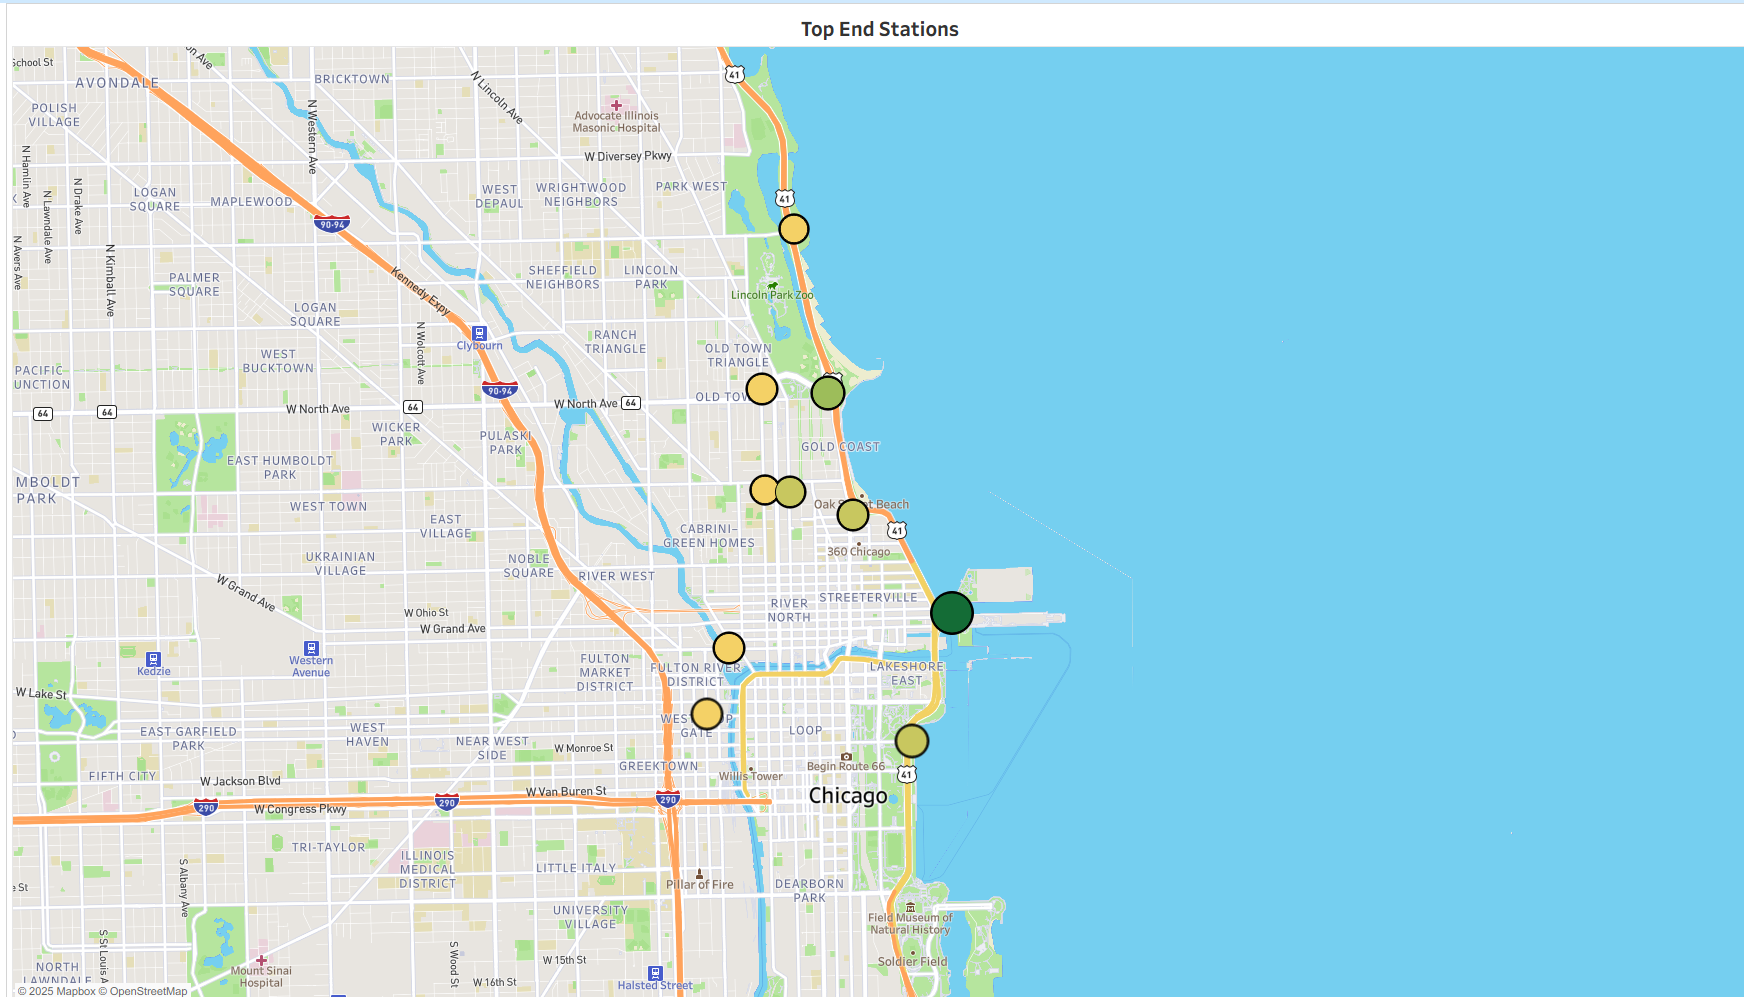 Top End Stations
School St
AVONDALE
on Ave
BRICKTOWN
N Lincoln Ave
41
POLISH
VILLAGE
N Western Ave
Advocate Illinois
Masonic Hospital
W Diversey Pkwy
N Hamlin Ave
N Lawndale Ave
N Drake Ave
LOGAN
SQUARE
MAPLEWOOD
WEST
DEPAUL
WRIGHTWOOD
NEIGHBORS
PARK WEST
41
90-94
N Avers Ave
N Kimball Ave
PALMER
SQUARE
Kennedy Expy
SHEFFIELD
NEIGHBORS
LINCOLN
PARK
Lincoln Park Zoo
LOGAN
SQUARE
N Wolcott Ave
Clybourn
RANCH
TRIANGLE
OLD TOWN
TRIANGLE
WEST
BUCKTOWN
PACIFIC
UNCTION
90-94
64
64
W North Ave
64
W North Ave
64
OLD TOW
WICKER
PARK
PULASKI
PARK
GOLD COAST
EAST HUMBOLDT
PARK
MBOLDT
PARK
WEST TOWN
EAST
VILLAGE
Oak S t Beach
CABRINI–
GREEN HOMES
41
360 Chicago
UKRAINIAN
VILLAGE
NOBLE
SQUARE
RIVER WEST
W Grand Ave
W Ohio St
W Grand Ave
RIVER
NORTH
STREETERVILLE
Kedzie
Western
Avenue
FULTON
MARKET
DISTRICT
FULTON RIVER
DISTRICT
LAKESHORE
EAST
W Lake St
EAST GARFIELD
PARK
WEST
HAVEN
NEAR WEST
SIDE
W Monroe St
WES OP
GATE
LOOP
Begin Route 66
FIFTH CITY
W Jackson Blvd
GREEKTOWN
Willis Tower
41
290
W Congress Pkwy
290
W Van Buren St
290
Chicago
TRI-TAYLOR
ILLINOIS
MEDICAL
DISTRICT
LITTLE ITALY
Pillar of Fire
DEARBORN
PARK
S Albany Ave
e St
UNIVERSITY
VILLAGE
Field Museum of
Natural History
Soldier Field
S St Louis A
S Wood St
W 15th St
W 16th St
Halsted Street
Mount Sinai
Hospital
NORTH
LAWNDALE
© 2025 Mapbox © OpenStreetMap